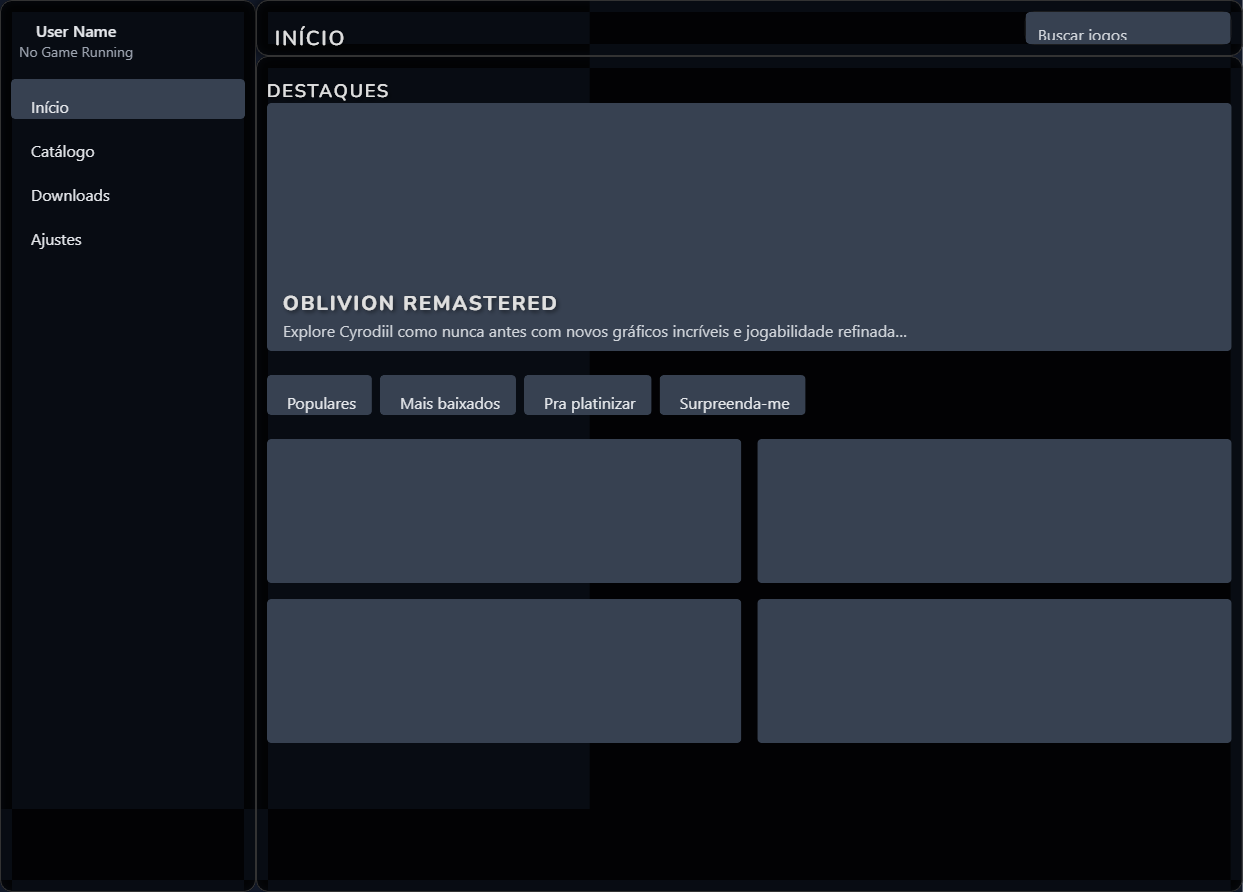 User Name
No Game Running
Início
Catálogo
Downloads
Ajustes
INÍCIO
Buscar jogos
DESTAQUES
OBLIVION REMASTERED
Explore Cyrodiil como nunca antes com novos gráficos incríveis e jogabilidade refinada...
Populares
Mais baixados
Pra platinizar
Surpreenda-me